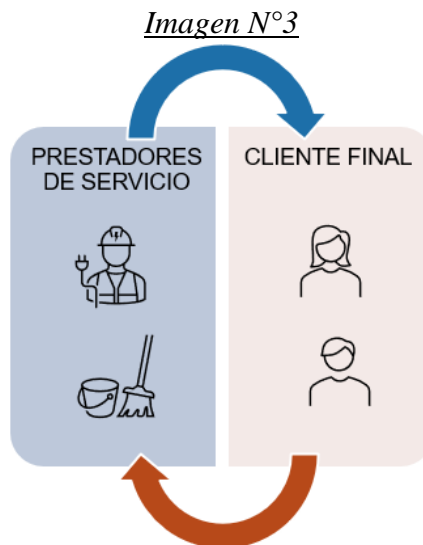 Imagen N°3
PRESTADORES
DE SERVICIO
CLIENTE FINAL